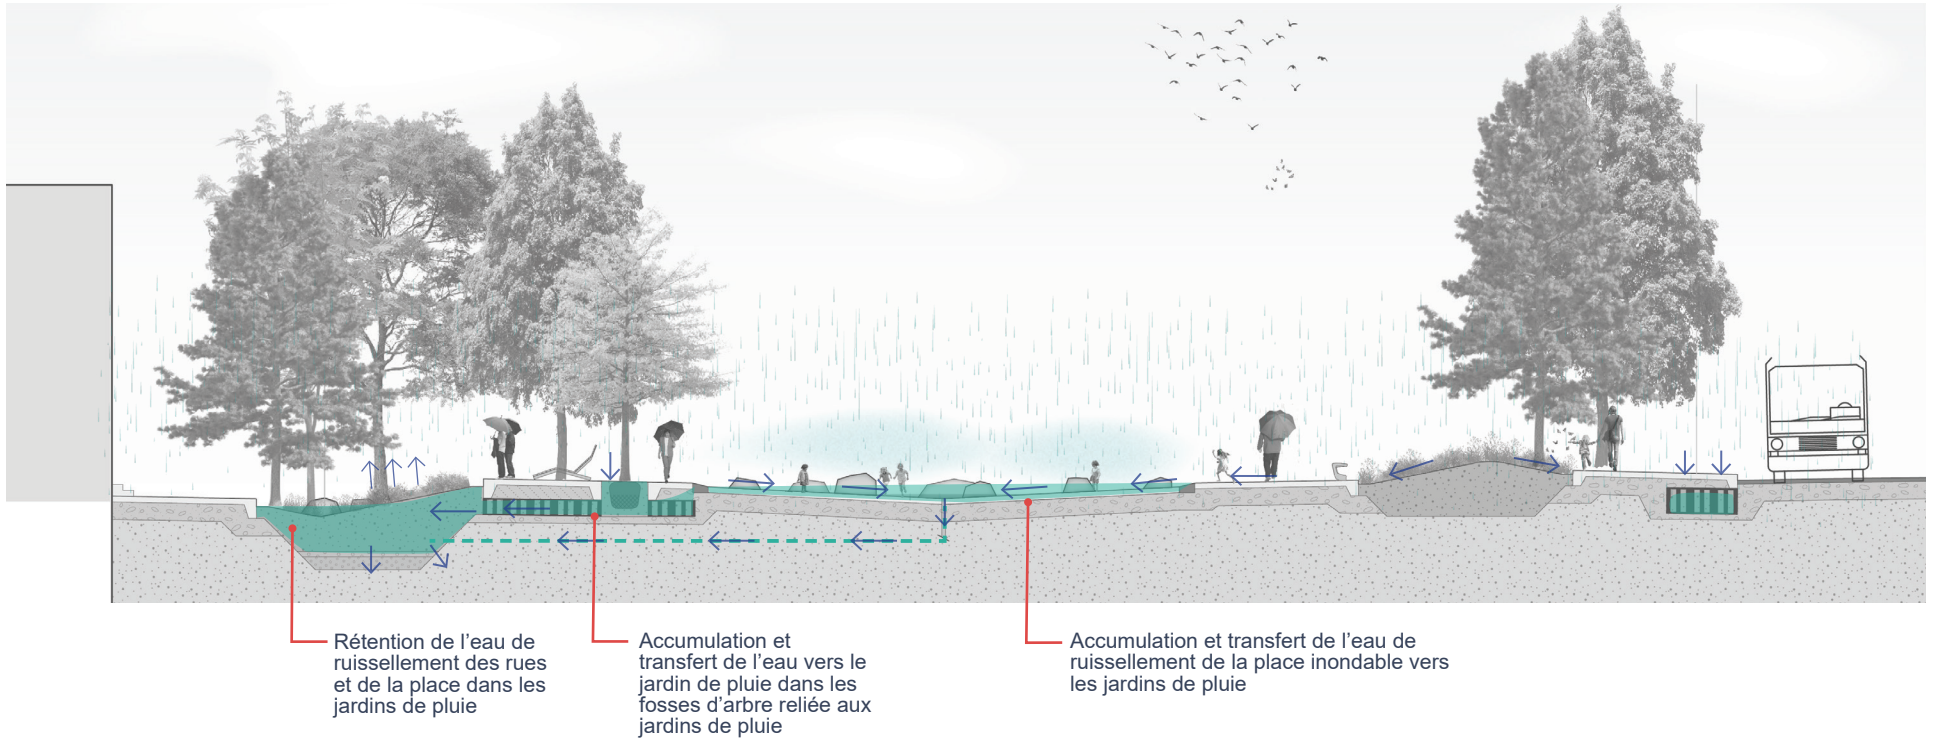 Rétention de l'eau de
ruissellement des rues
et de la place dans les
jardins de pluie
Accumulation et
transfert de l'eau vers le
jardin de pluie dans les
fosses d'arbre reliée aux
jardins de pluie
Accumulation et transfert de l'eau de
ruissellement de la place inondable vers
les jardins de pluie